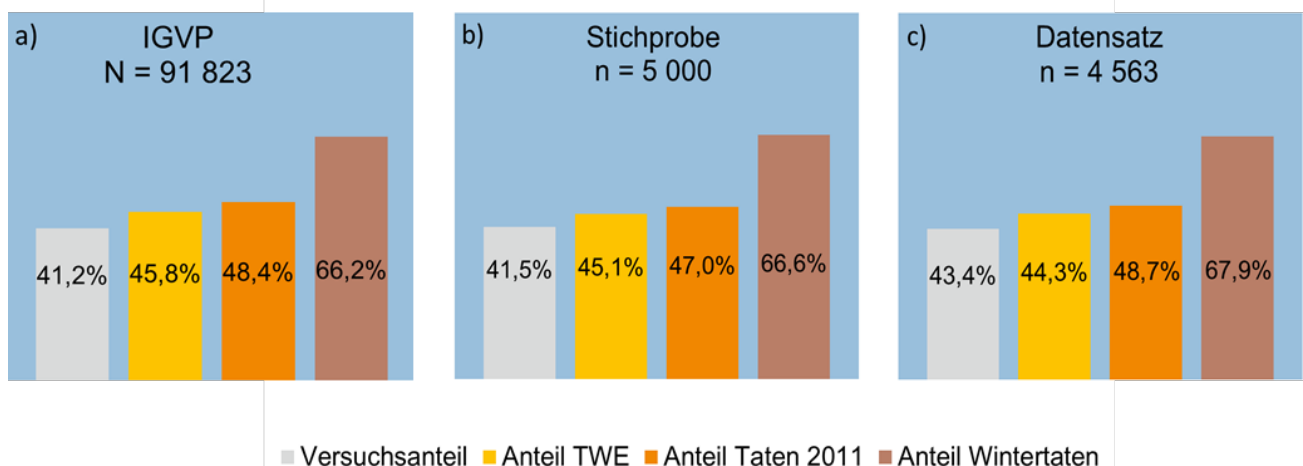 a) IGVP
N = 91 823
41,2% 45,8% 48,4% 66,2%
b) Stichprobe
n = 5 000
41,5% 45,1% 47,0% 66,6%
c) Datensatz
n = 4 563
43,4% 44,3% 48,7% 67,9%
Versuchsanteil Anteil TWE Anteil Taten 2011 Anteil Wintertaten